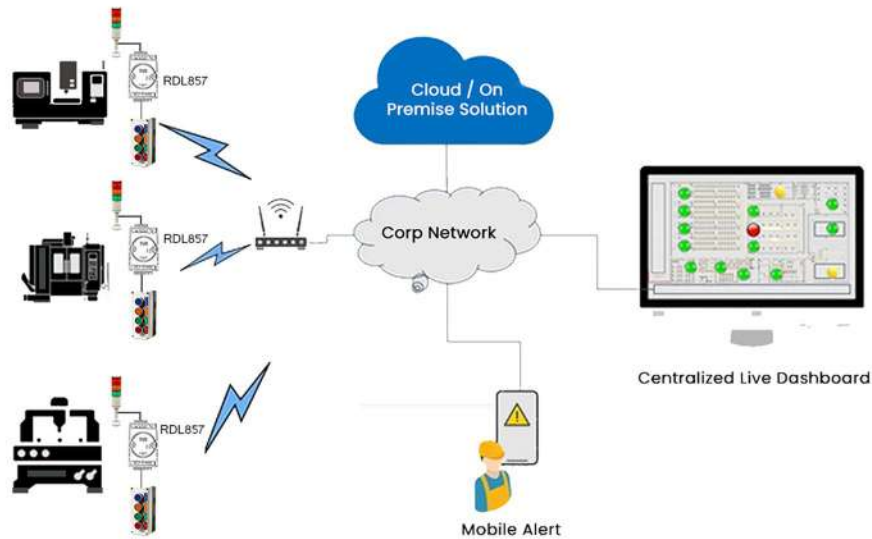 RDL857
Cloud / On
Premise Solution
RDL857
Corp Network
RDL857
Centralized Live Dashboard
Mobile Alert